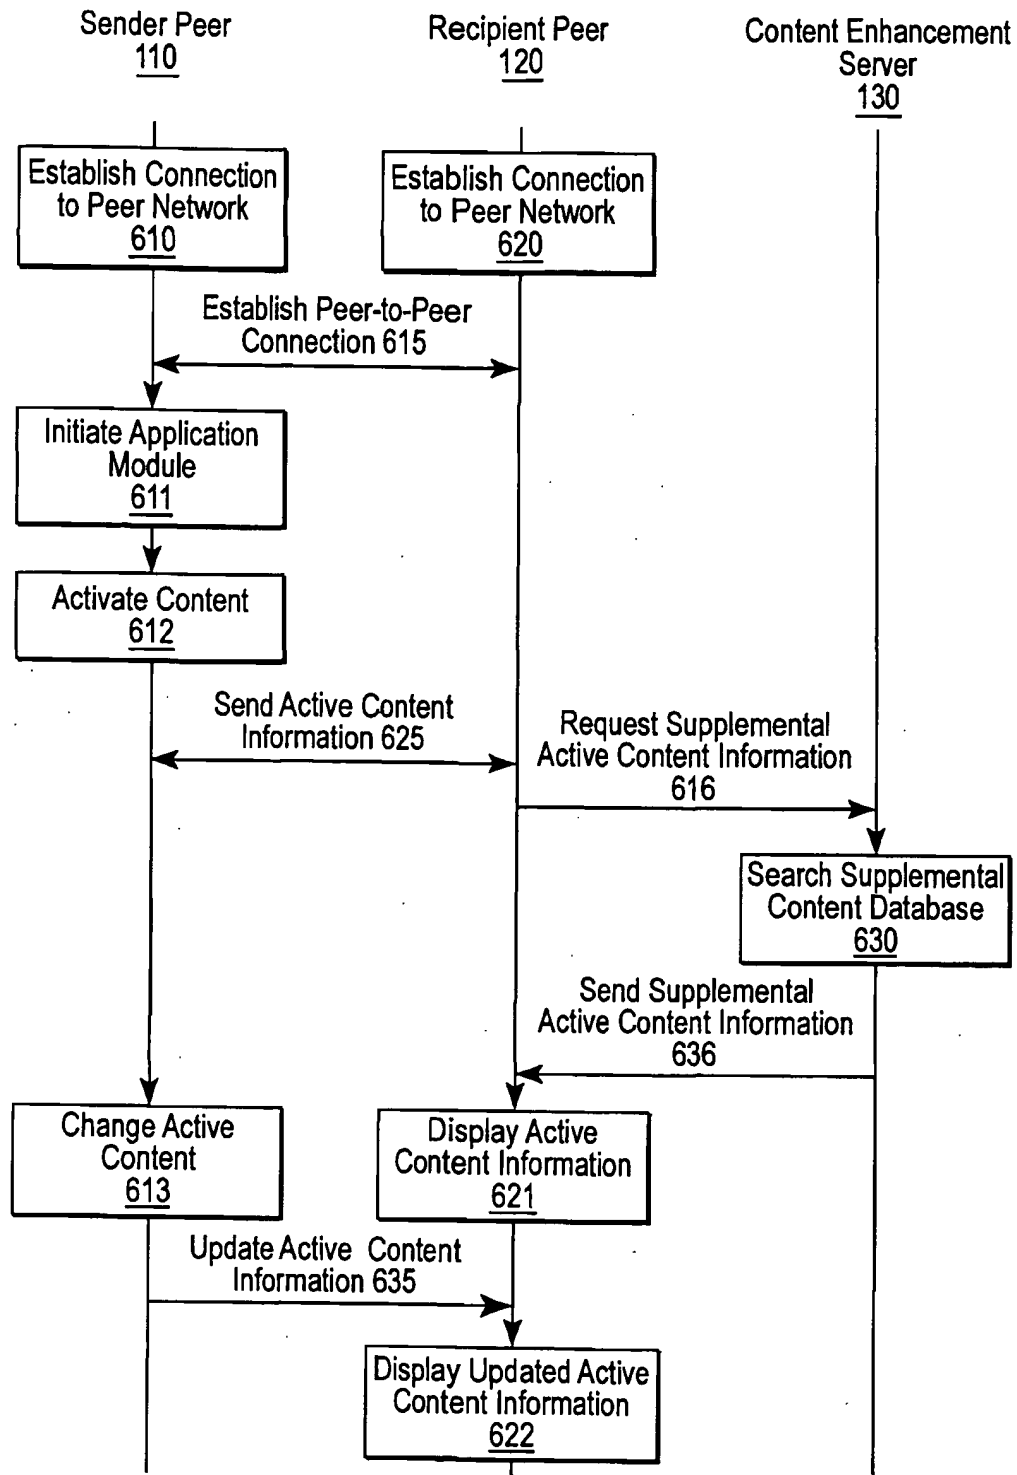 Sender Peer
110
Recipient Peer
120
Content Enhancement
Server
130
Establish Connection
to Peer Network
610
Establish Connection
to Peer Network
620
Establish Peer-to-Peer
Connection 615
Initiate Application
Module
611
Activate Content
612
Send Active Content
Information 625
Request Supplemental
Active Content Information
616
Search Supplemental
Content Database
630
Send Supplemental
Active Content Information
636
Change Active
Content
613
Display Active
Content Information
621
Update Active Content
Information 635
Display Updated Active
Content Information
622